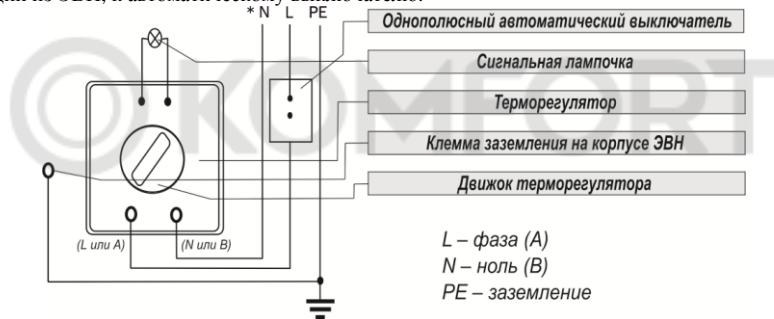 * N L PE
Однополюсный автоматический выключатель
Сигнальная лампочка
KOMFORT
Терморегулятор
Клемма заземления на корпусе ЭВН
Движок терморегулятора
(L или A) (N или B)
L – фаза (A)
N – ноль (B)
PE – заземление